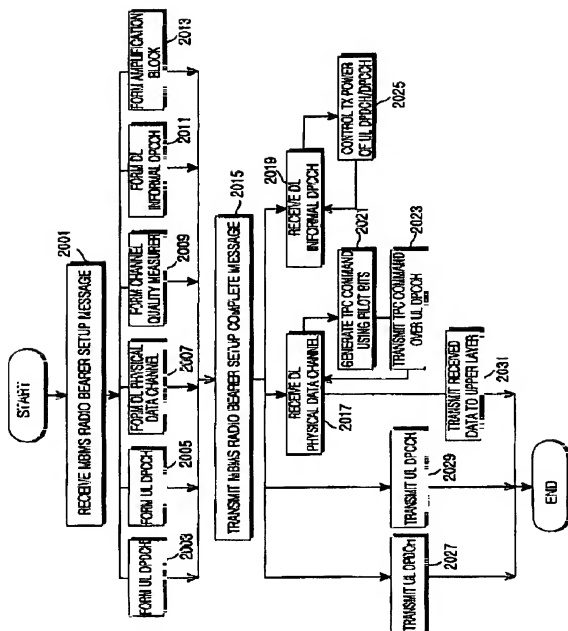 START
2001
RECEIVE MBMS RADIO BEARER SETUP MESSAGE
2003
FORM UL DPDCH
2005
FORM UL DPCCH
2007
FORM DL PHYSICAL DATA CHANNEL
2009
FORM CHANNEL
QUALITY MEASURER
2011
FORM DL
INFORMAL DPCCH
2013
FORM AMPLIFICATION
BLOCK
2015
TRANSMIT MBMS RADIO BEARER SETUP COMPLETE MESSAGE
2017
RECEIVE DL
PHYSICAL DATA CHANNEL
2019
RECEIVE DL
INFORMAL DPCCH
2021
GENERATE TPC COMMAND
USING PILOT BITS
2023
TRANSMIT TPC COMMAND
OVER UL DPCCH
2025
CONTROL TX POWER
OF UL DPDCH/DPCCH
2027
TRANSMIT UL DPDCH
2029
TRANSMIT UL DPCCH
2031
TRANSMIT RECEIVED
DATA TO UPPER LAYER
END